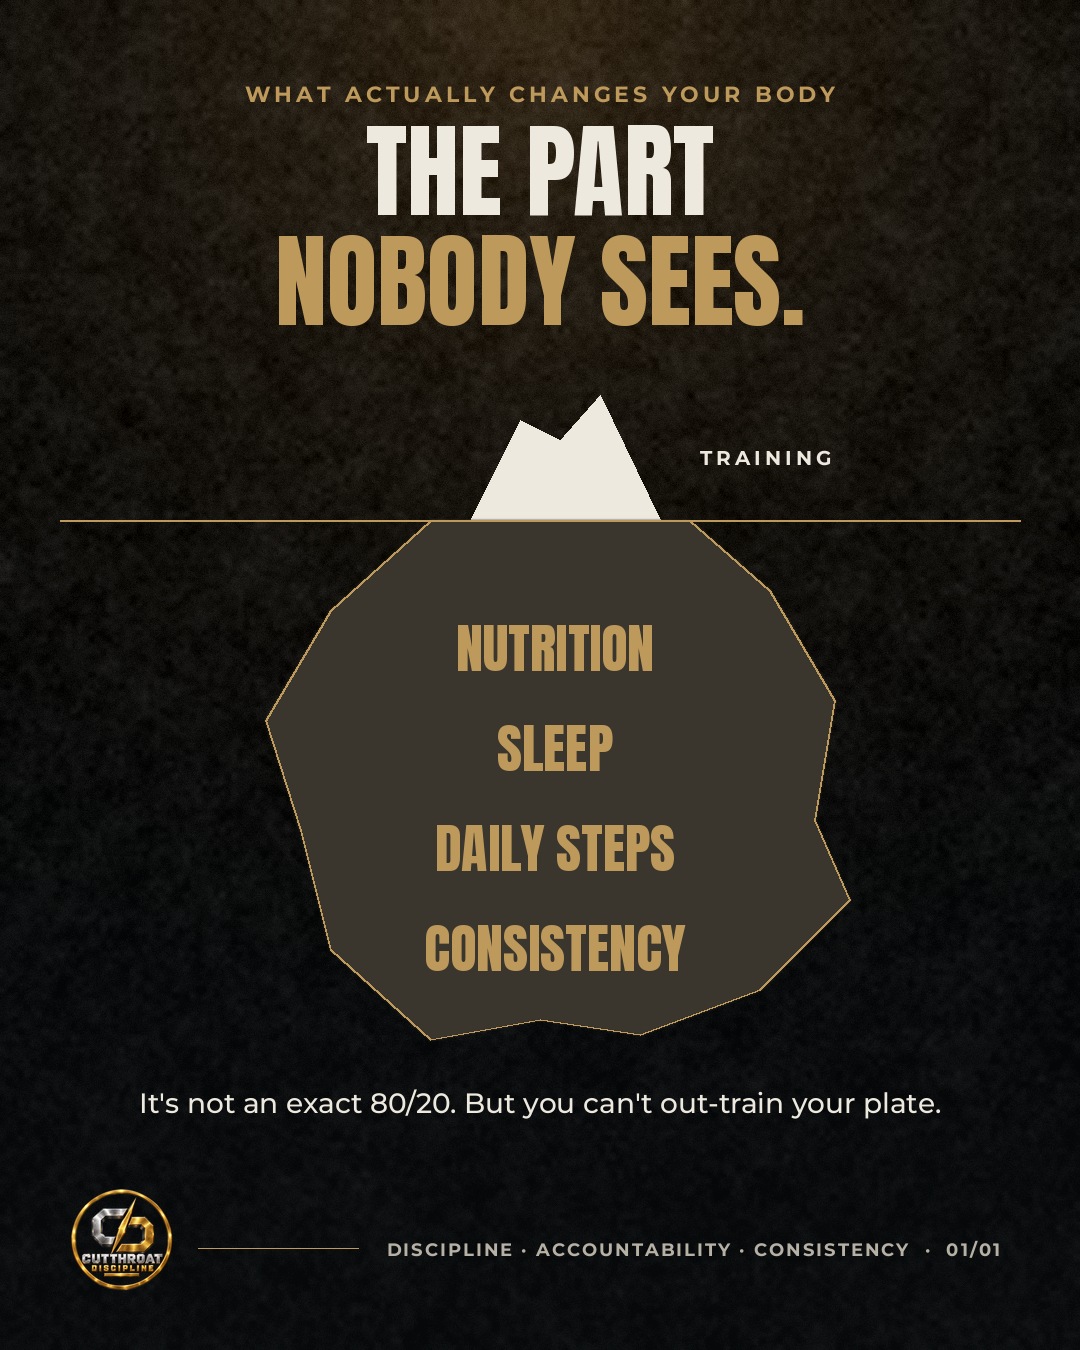 WHAT ACTUALLY CHANGES YOUR BODY
THE PART
NOBODY SEES.
TRAINING
NUTRITION
SLEEP
DAILY STEPS
CONSISTENCY
It's not an exact 80/20. But you can't out-train your plate.
CD
CUTTHROAT
DISCIPLINE
DISCIPLINE · ACCOUNTABILITY · CONSISTENCY · 01/01